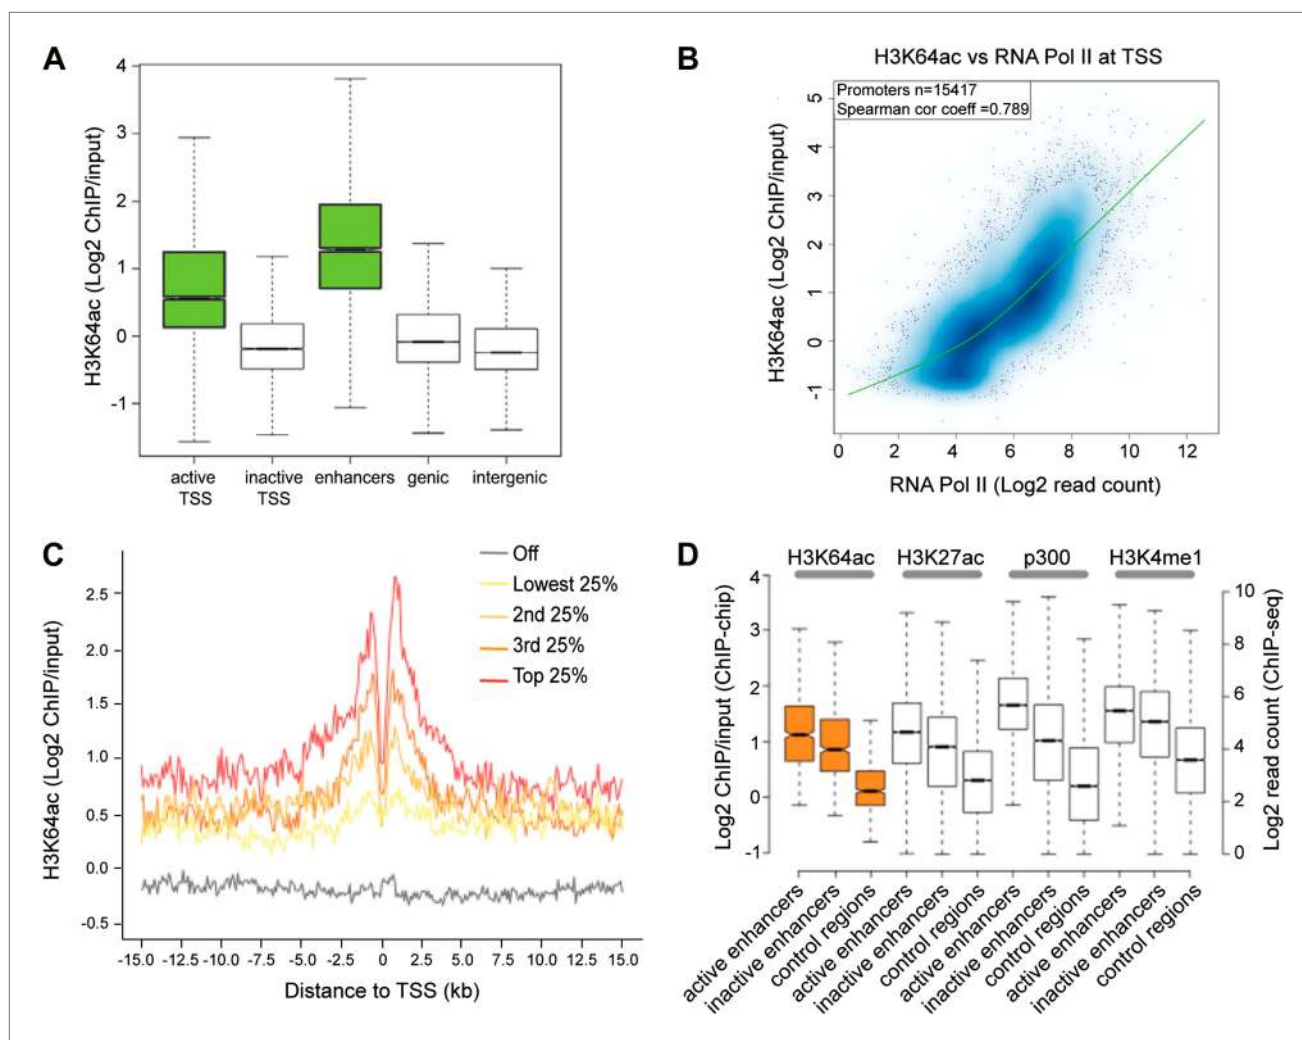 A
H3K64ac (Log2 ChIP/input)
4
3
2
1
0
-1
active
TSS
inactive
TSS
enhancers
genic
intergenic
B
H3K64ac vs RNA Pol II at TSS
Promoters n=15417
Spearman cor coeff =0.789
H3K64ac (Log2 ChIP/input)
5
4
3
2
1
0
-1
0 2 4 6 8 10 12
RNA Pol II (Log2 read count)
C
H3K64ac (Log2 ChIP/input)
2.5
2.0
1.5
1.0
0.5
0.0
-0.5
Off
Lowest 25%
2nd 25%
3rd 25%
Top 25%
-15.0 -12.5 -10.0 -7.5 -5.0 -2.5 0 2.5 5.0 7.5 10.0 12.5 15.0
Distance to TSS (kb)
D
H3K64ac H3K27ac p300 H3K4me1
Log2 ChIP/input (ChIP-chip)
4
3
2
1
0
-1
10
8
6
4
2
0
Log2 read count (ChIP-seq)
active enhancers
inactive enhancers
control regions
active enhancers
inactive enhancers
control regions
active enhancers
inactive enhancers
control regions
active enhancers
inactive enhancers
control regions